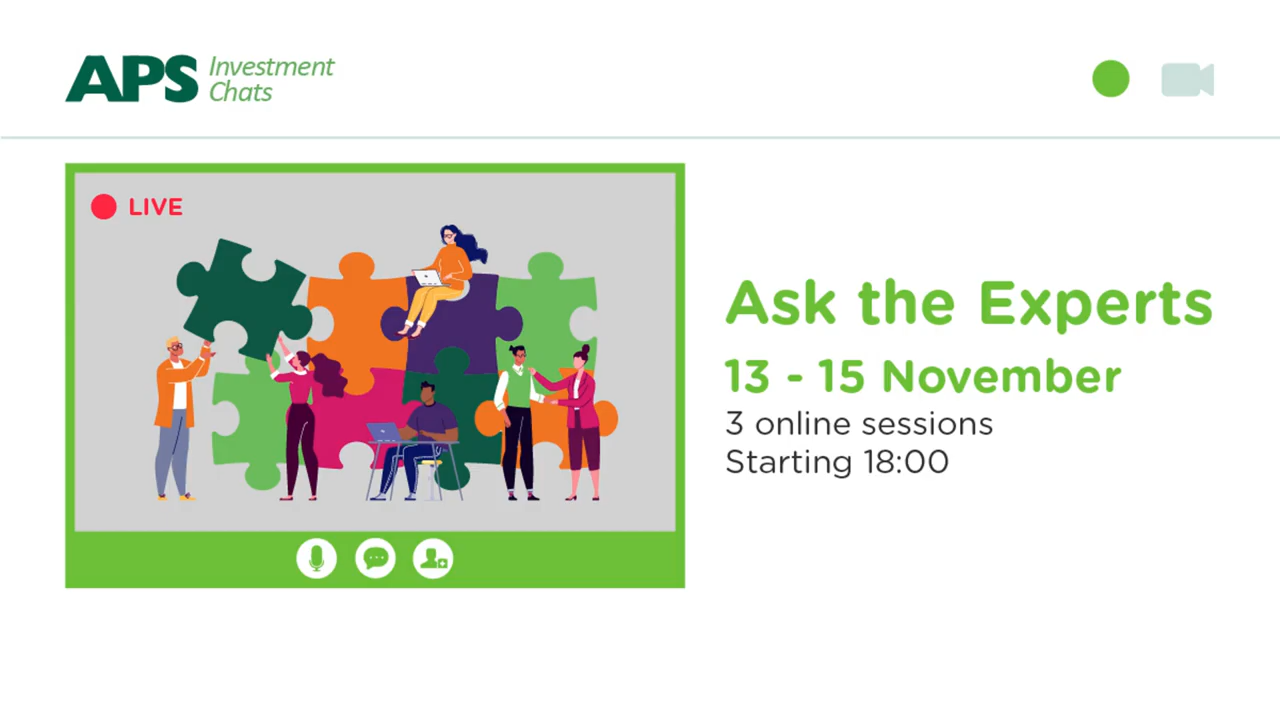 APS Investment
Chats
LIVE
Ask the Experts
13 - 15 November
3 online sessions
Starting 18:00